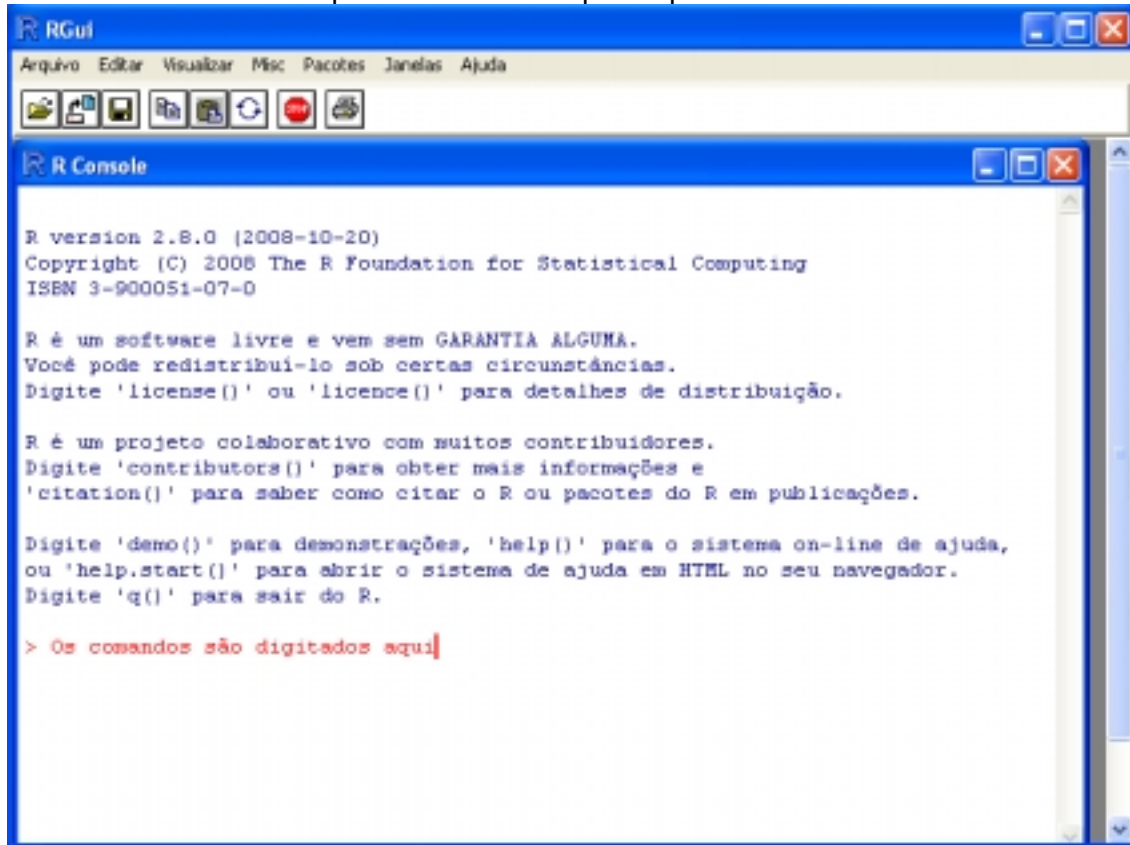 RGui
Arquivo Editar Visualizar Misc Pacotes Janelas Ajuda
STOP
R Console
R version 2.8.0 (2008-10-20)
Copyright (C) 2008 The R Foundation for Statistical Computing
ISBN 3-900051-07-0
R é um software livre e vem sem GARANTIA ALGUMA.
Você pode redistribuí-lo sob certas circunstâncias.
Digite 'license()' ou 'licence()' para detalhes de distribuição.
R é um projeto colaborativo com muitos contribuidores.
Digite 'contributors()' para obter mais informações e
'citation()' para saber como citar o R ou pacotes do R em publicações.
Digite 'demo()' para demonstrações, 'help()' para o sistema on-line de ajuda,
ou 'help.start()' para abrir o sistema de ajuda em HTML no seu navegador.
Digite 'q()' para sair do R.
> Os comandos são digitados aqui